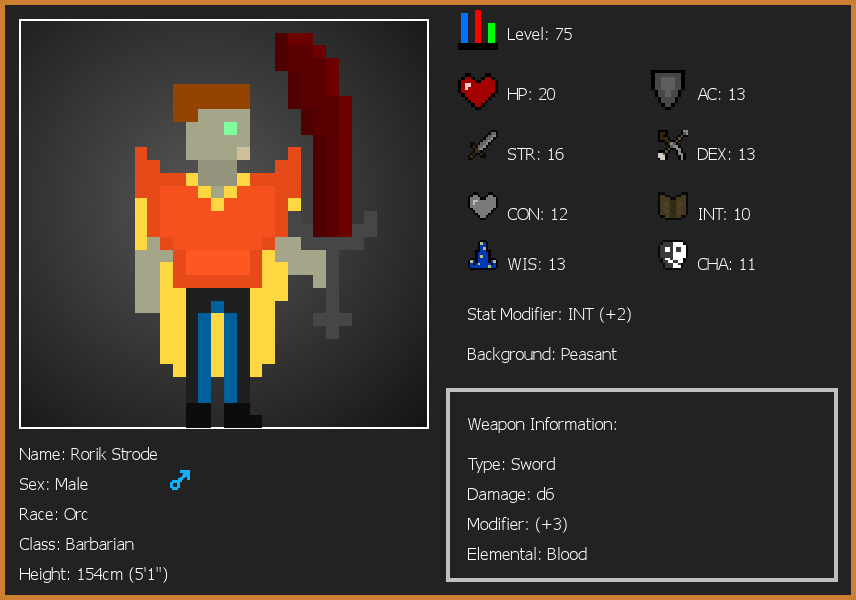 Level: 75
HP: 20
AC: 13
STR: 16
DEX: 13
CON: 12
INT: 10
WIS: 13
CHA: 11
Stat Modifier: INT (+2)
Background: Peasant
Weapon Information:
Type: Sword
Damage: d6
Modifier: (+3)
Elemental: Blood
Name: Rorik Strode
Sex: Male
Race: Orc
Class: Barbarian
Height: 154cm (5'1")